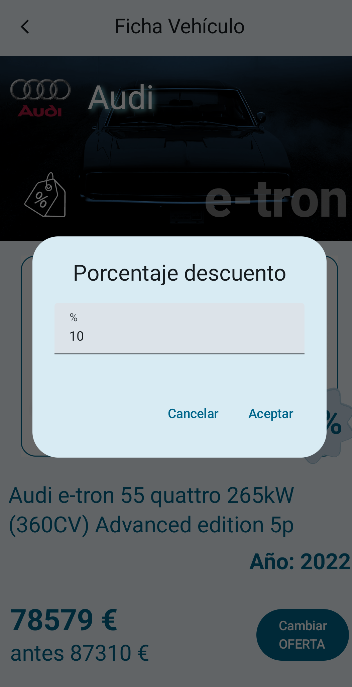 Ficha Vehículo
Audi
Audi
%
e-tron
Porcentaje descuento
%
10
Cancelar
Aceptar
%
Audi e-tron 55 quattro 265kW
(360CV) Advanced edition 5p
Año: 2022
78579 €
antes 87310 €
Cambiar
OFERTA